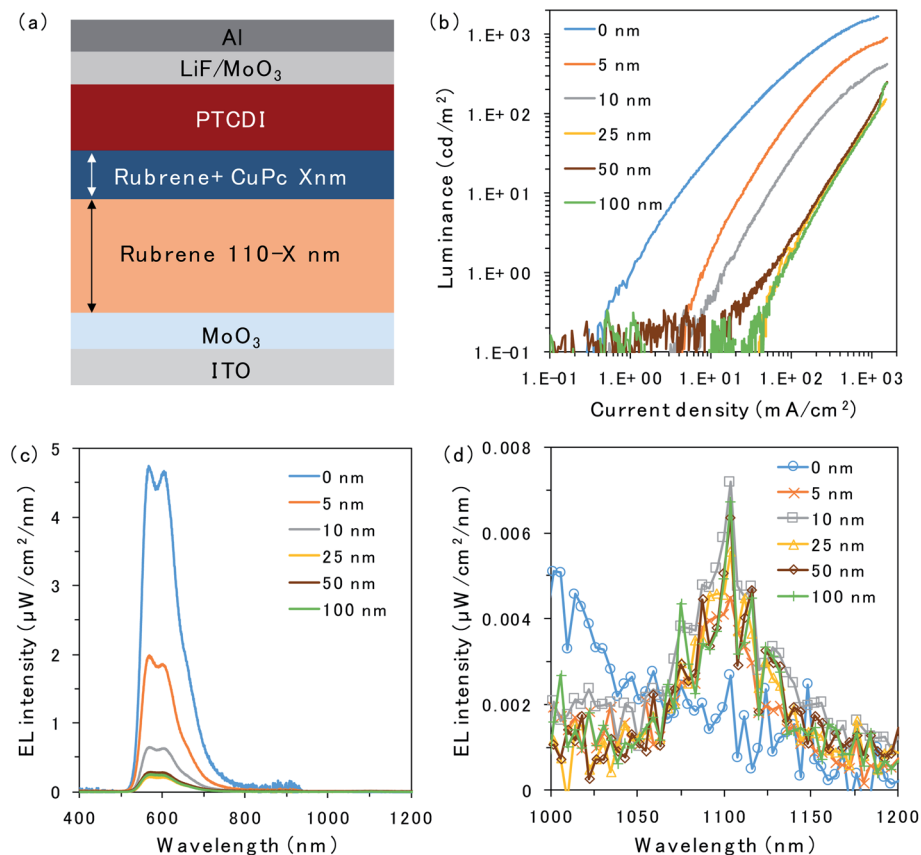 (a)
Al
LiF/MoO₃
PTCDI
Rubrene+ CuPc Xnm
Rubrene 110-X nm
MoO₃
ITO
(b)
Luminance (cd/m²)
1.E+03
1.E+02
1.E+01
1.E+00
1.E-01
0 nm
5 nm
10 nm
25 nm
50 nm
100 nm
1.E-01 1.E+00 1.E+01 1.E+02 1.E+03
Current density (mA/cm²)
(c)
EL intensity (μW/cm²/nm)
5
4
3
2
1
0
0 nm
5 nm
10 nm
25 nm
50 nm
100 nm
400 600 800 1000 1200
Wavelength (nm)
(d)
EL intensity (μW/cm²/nm)
0.008
0.006
0.004
0.002
0
0 nm
5 nm
10 nm
25 nm
50 nm
100 nm
1000 1050 1100 1150 1200
Wavelength (nm)